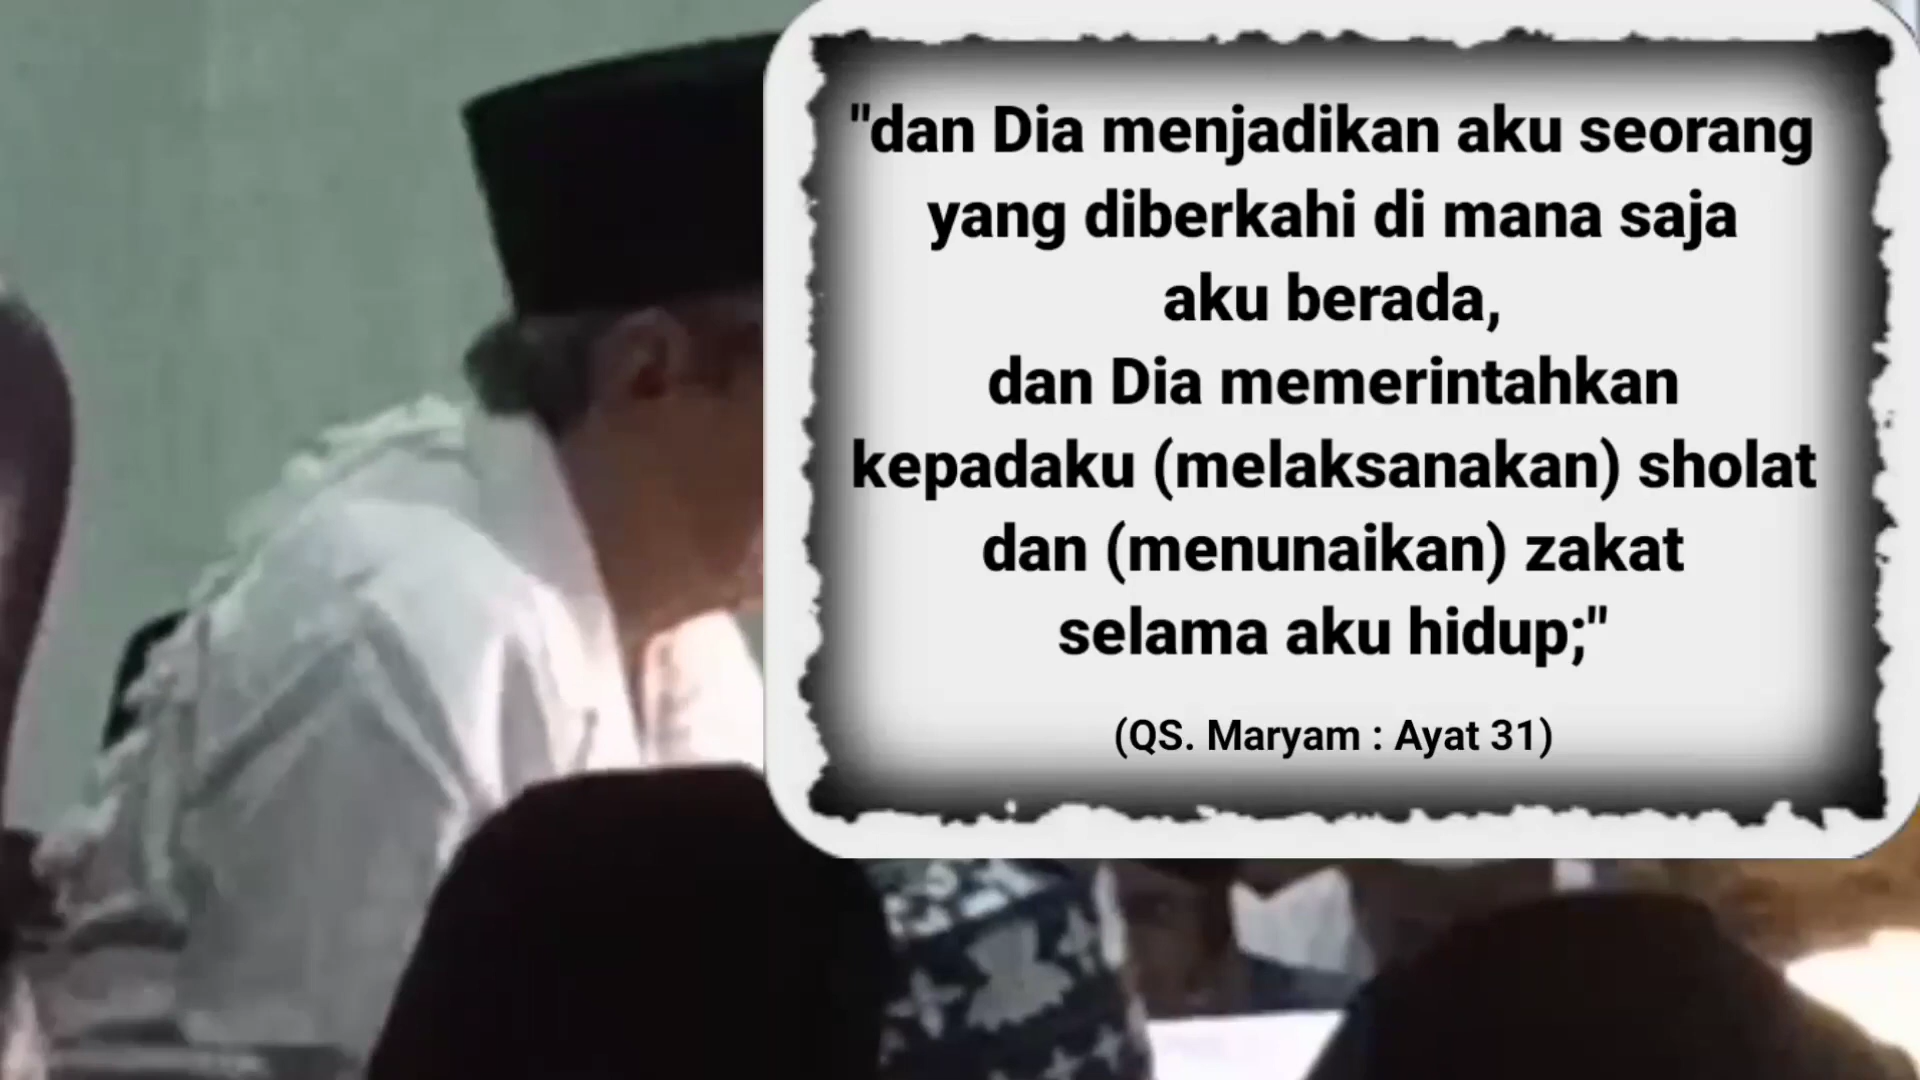 "dan Dia menjadikan aku seorang
yang diberkahi di mana saja
aku berada,
dan Dia memerintahkan
kepadaku (melaksanakan) sholat
dan (menunaikan) zakat
selama aku hidup;"
(QS. Maryam : Ayat 31)